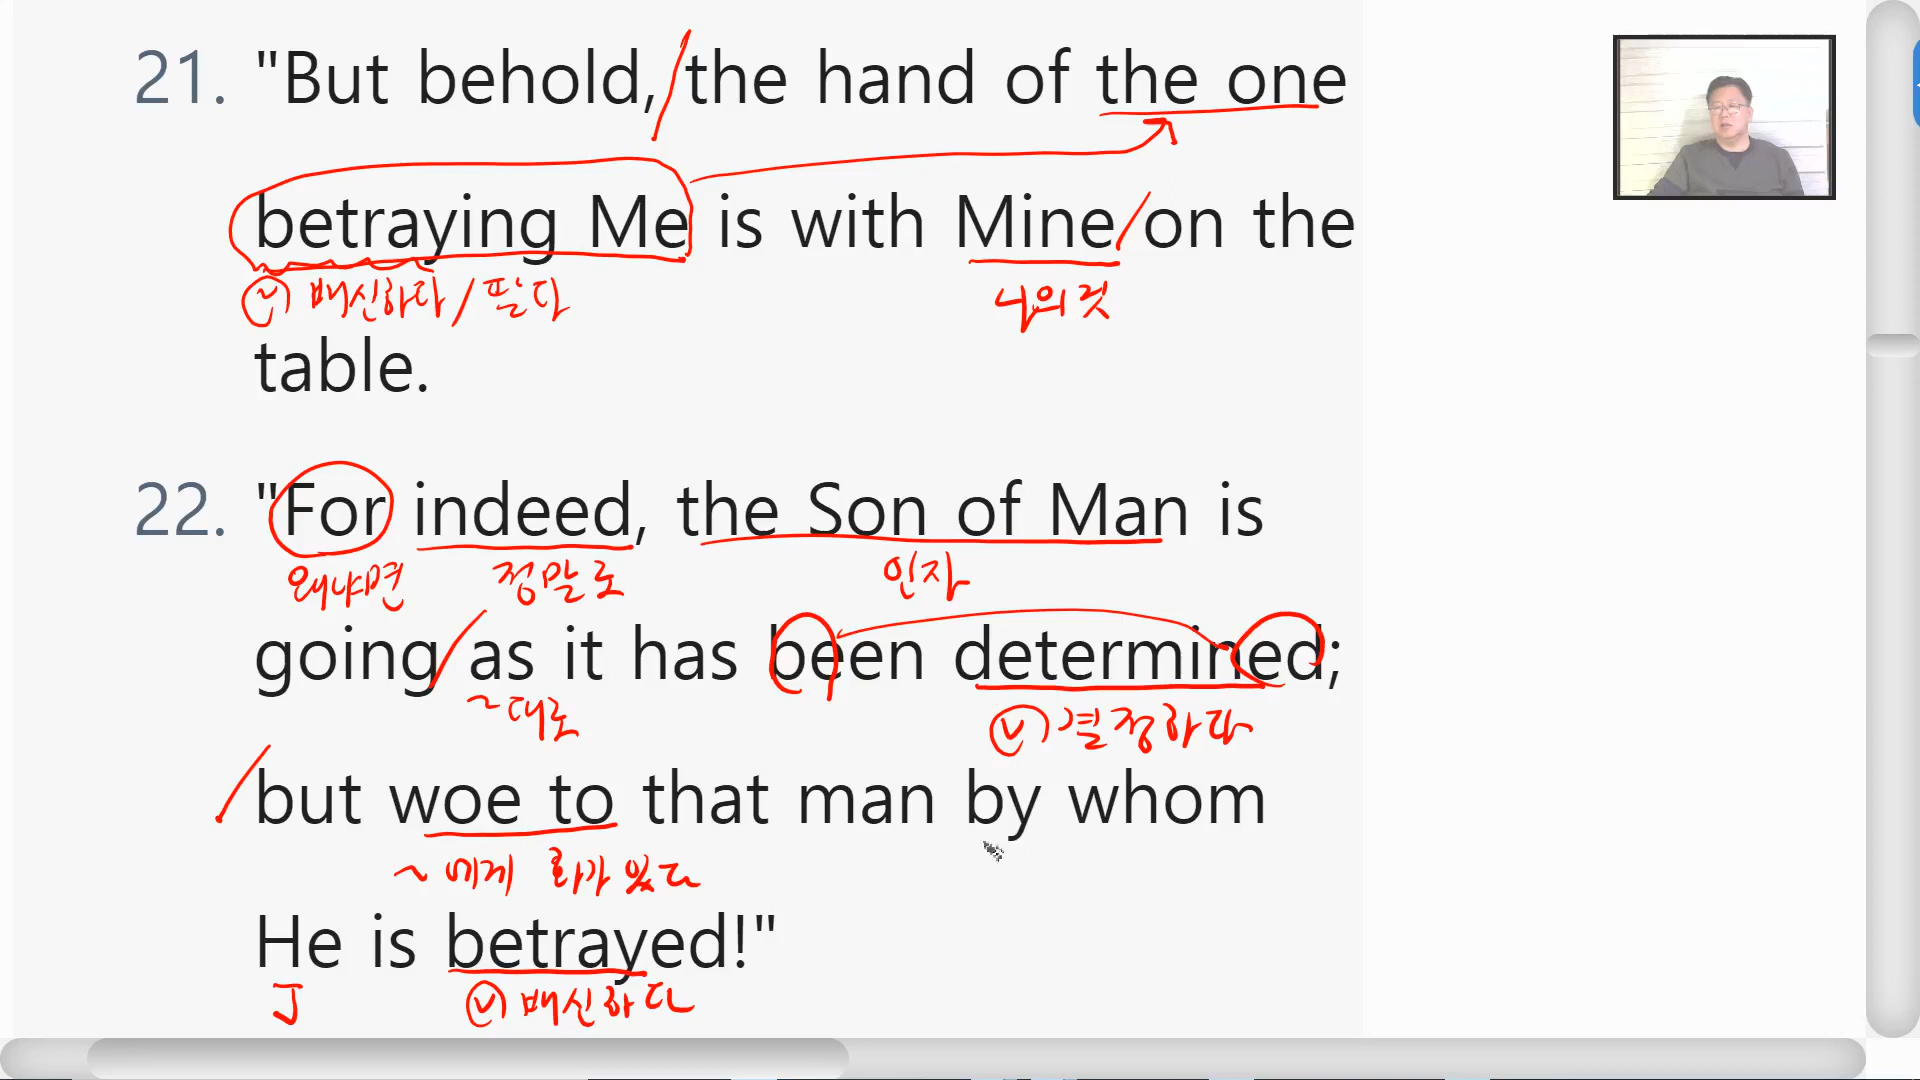 21. "But behold, the hand of the one
betraying Me is with Mine on the
ⓥ 배신하다 / 팔다 나의 것
table.
22. "For indeed, the Son of Man is
왜냐면 정말로 인자
going as it has been determined;
~대로 ⓥ 결정하다
but woe to that man by whom
~에게 화가 있다
He is betrayed!"
J ⓥ 배신하다